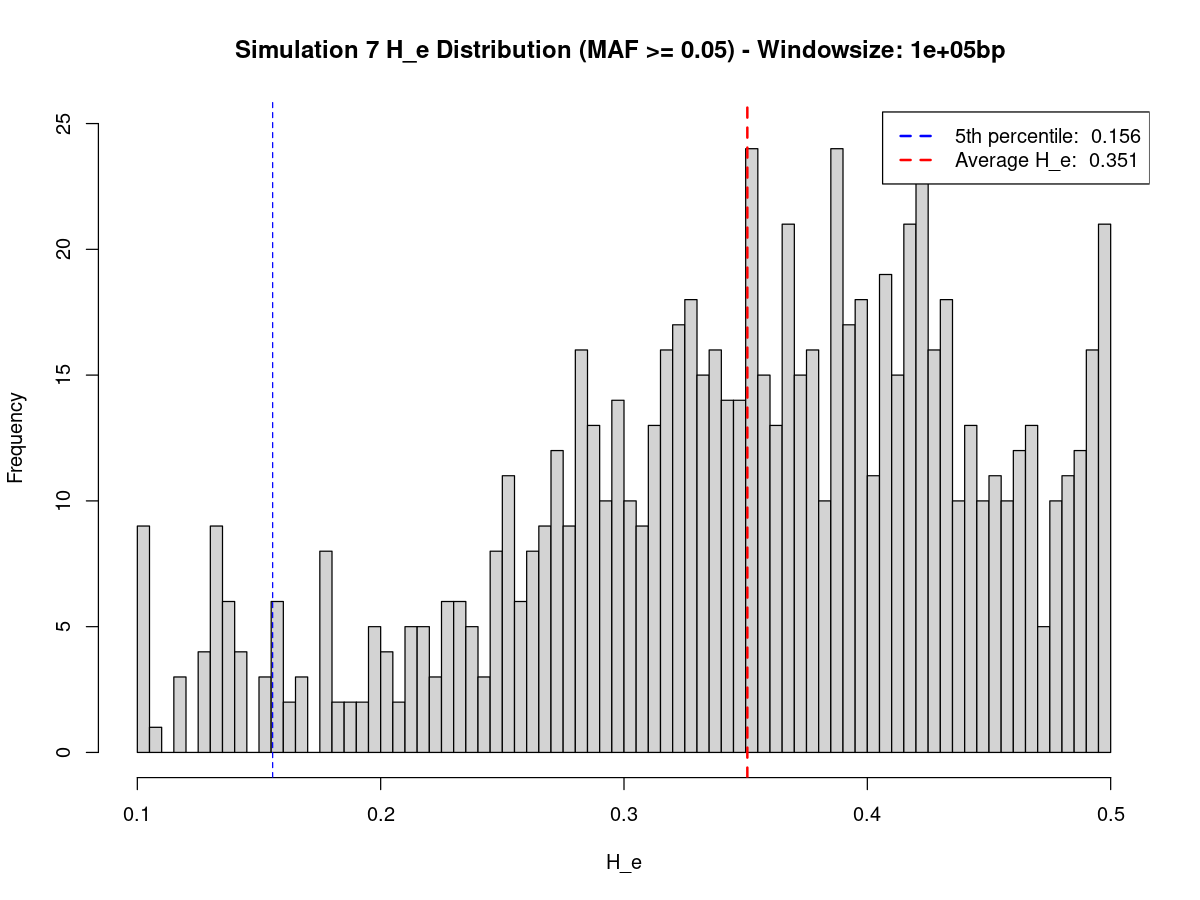 Simulation 7 H_e Distribution (MAF >= 0.05) - Windowsize: 1e+05bp
5th percentile:  0.156
Average H_e:  0.351
Frequency
25
20
15
10
5
0
0.1
0.2
0.3
0.4
0.5
H_e